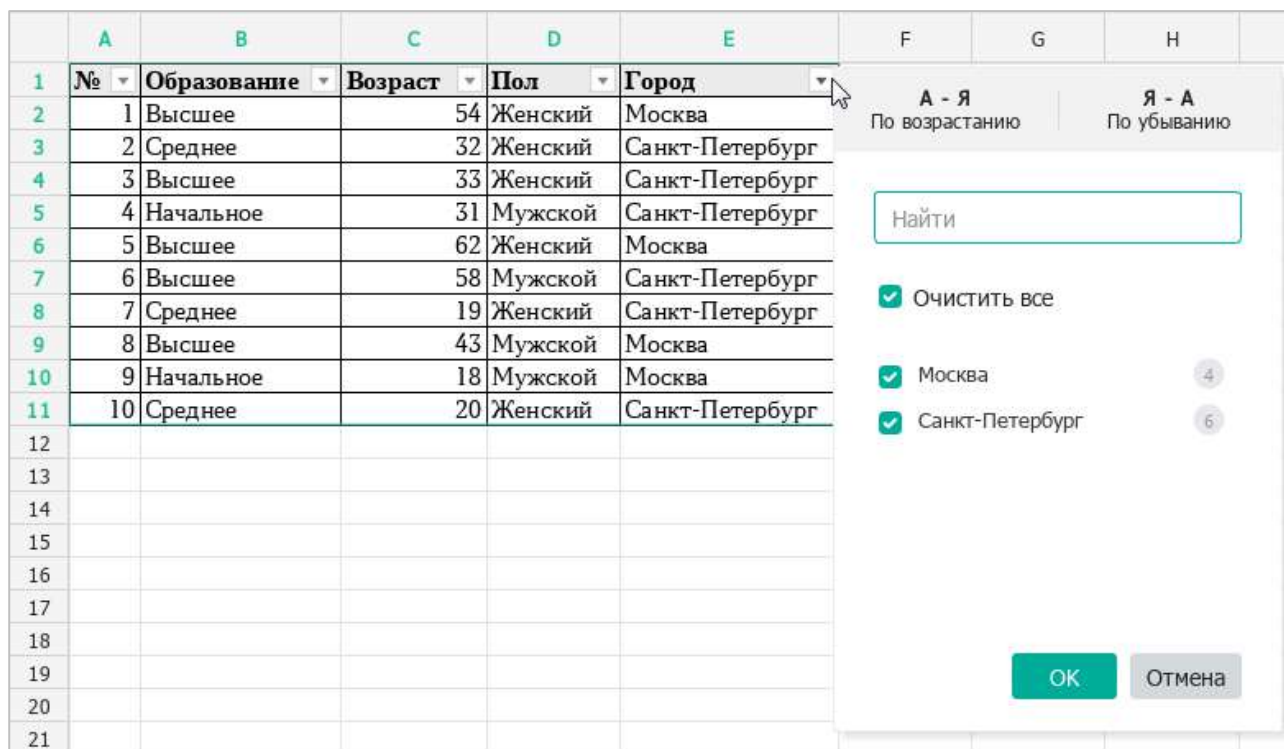 A B C D E F G H
1 № Образование Возраст Пол Город
2 1 Высшее 54 Женский Москва
3 2 Среднее 32 Женский Санкт-Петербург
4 3 Высшее 33 Женский Санкт-Петербург
5 4 Начальное 31 Мужской Санкт-Петербург
6 5 Высшее 62 Женский Москва
7 6 Высшее 58 Мужской Санкт-Петербург
8 7 Среднее 19 Женский Санкт-Петербург
9 8 Высшее 43 Мужской Москва
10 9 Начальное 18 Мужской Москва
11 10 Среднее 20 Женский Санкт-Петербург
12
13
14
15
16
17
18
19
20
21
А - Я Я - А
По возрастанию По убыванию
Найти
Очистить все
Москва 4
Санкт-Петербург 6
OK Отмена